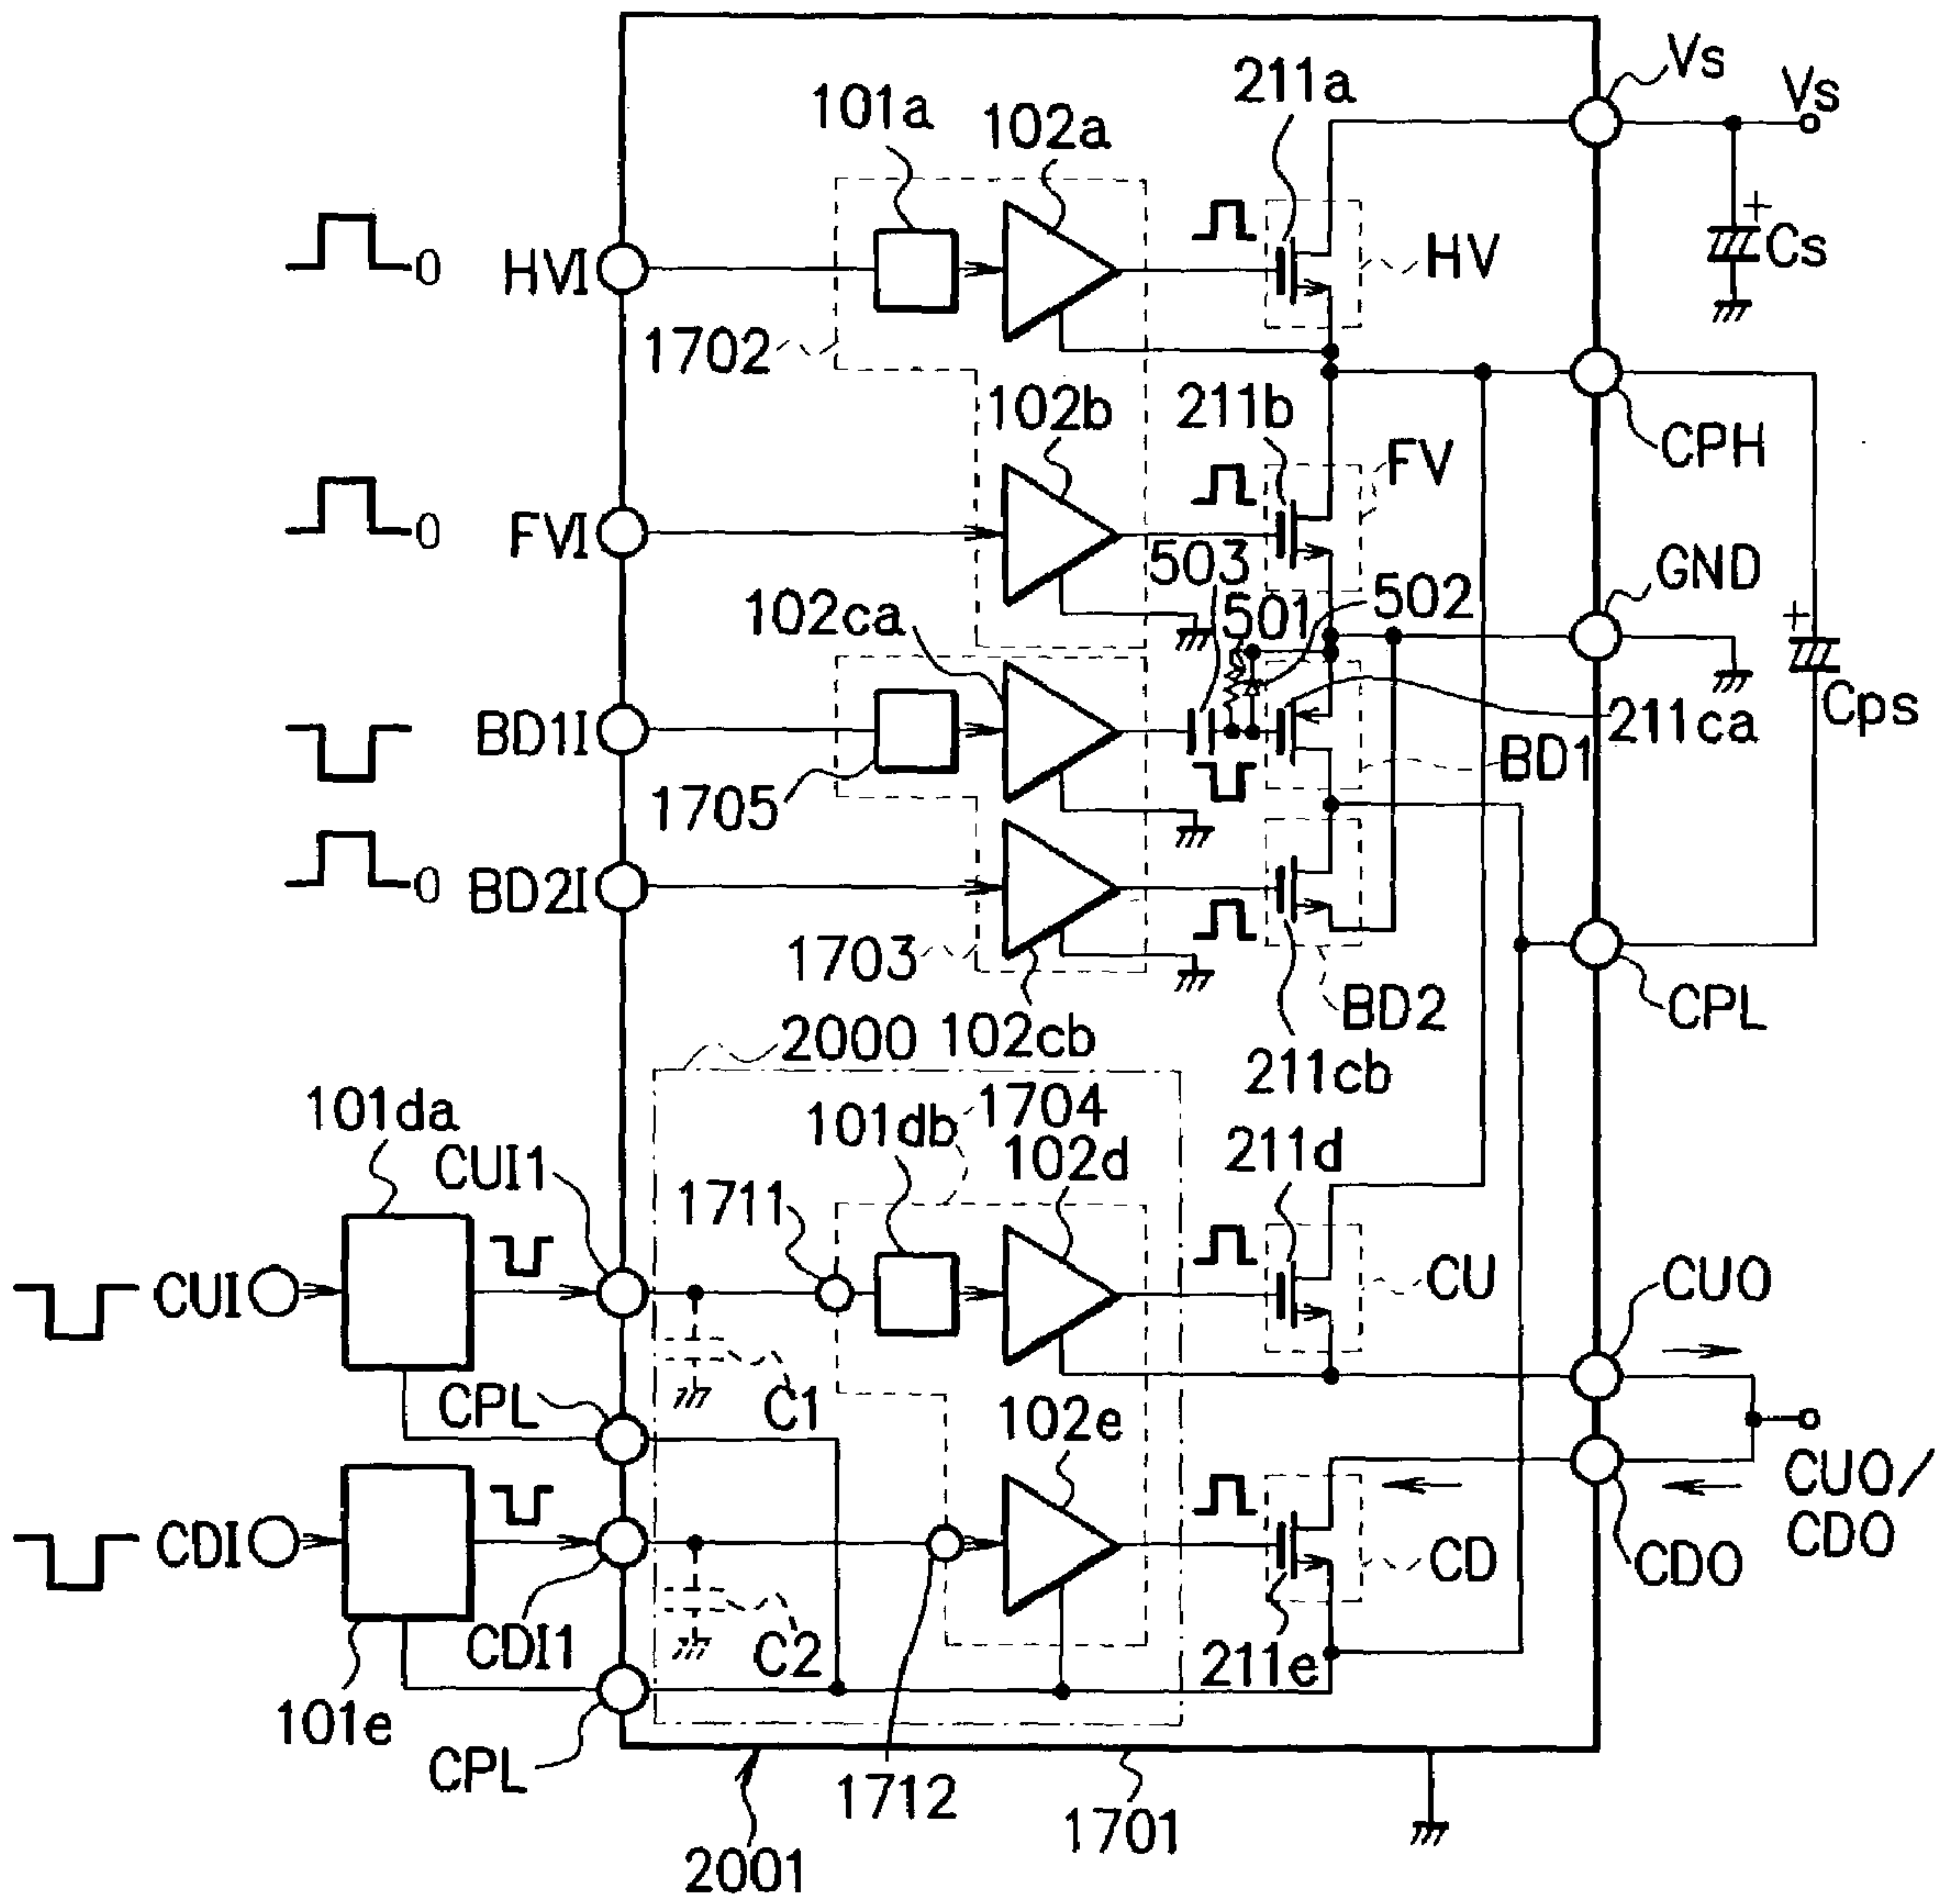 Vs
Vs
211a
101a
102a
+
Cs
HV
0
HVI
1702
102b
211b
FV
CPH
0
FVI
503
GND
102ca
501
502
+
BD1I
211ca
Cps
BD1
1705
0
BD2I
1703
BD2
CPL
2000
102cb
211cb
101da
1704
101db
102d
211d
CUI1
1711
CUI
CU
CUO
CPL
C1
102e
CUO/
CDO
CDI
CD
CDO
CDI1
C2
211e
101e
CPL
1712
1701
2001